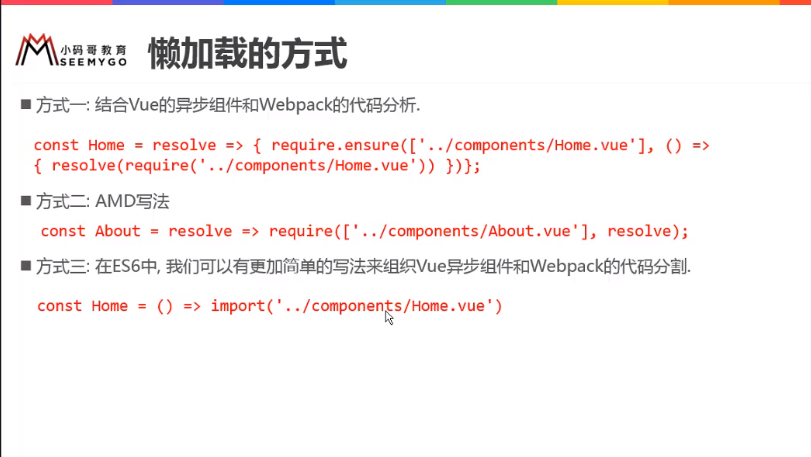 小码哥教育
SEEMYGO
懒加载的方式
方式一: 结合Vue的异步组件和Webpack的代码分析.
const Home = resolve => { require.ensure(['../components/Home.vue'], () =>
{ resolve(require('../components/Home.vue')) })};
方式二: AMD写法
const About = resolve => require(['../components/About.vue'], resolve);
方式三: 在ES6中, 我们可以有更加简单的写法来组织Vue异步组件和Webpack的代码分割.
const Home = () => import('../components/Home.vue')